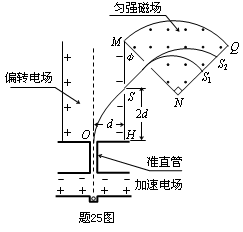 匀强磁场
M
Q
+ + − ϕ
偏转电场
S₂
S₁
+ − S N
+ −
d 2d
+ −
O H
准直管
− − − −
+ + + + 加速电场
题25图